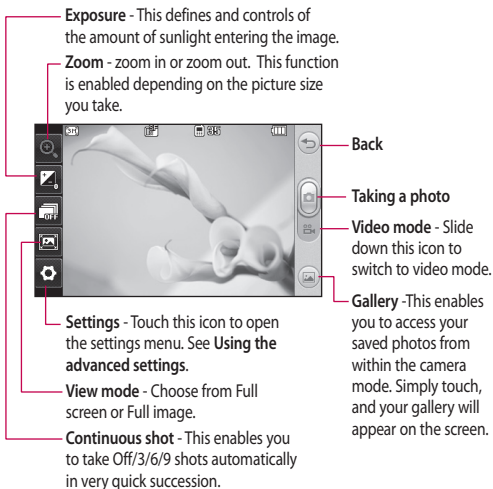 Exposure - This defines and controls of
the amount of sunlight entering the image.
Zoom - zoom in or zoom out. This function
is enabled depending on the picture size
you take.
Back
Taking a photo
Video mode - Slide
down this icon to
switch to video mode.
Gallery -This enables
you to access your
saved photos from
within the camera
mode. Simply touch,
and your gallery will
appear on the screen.
OFF
Settings - Touch this icon to open
the settings menu. See Using the
advanced settings.
View mode - Choose from Full
screen or Full image.
Continuous shot - This enables you
to take Off/3/6/9 shots automatically
in very quick succession.